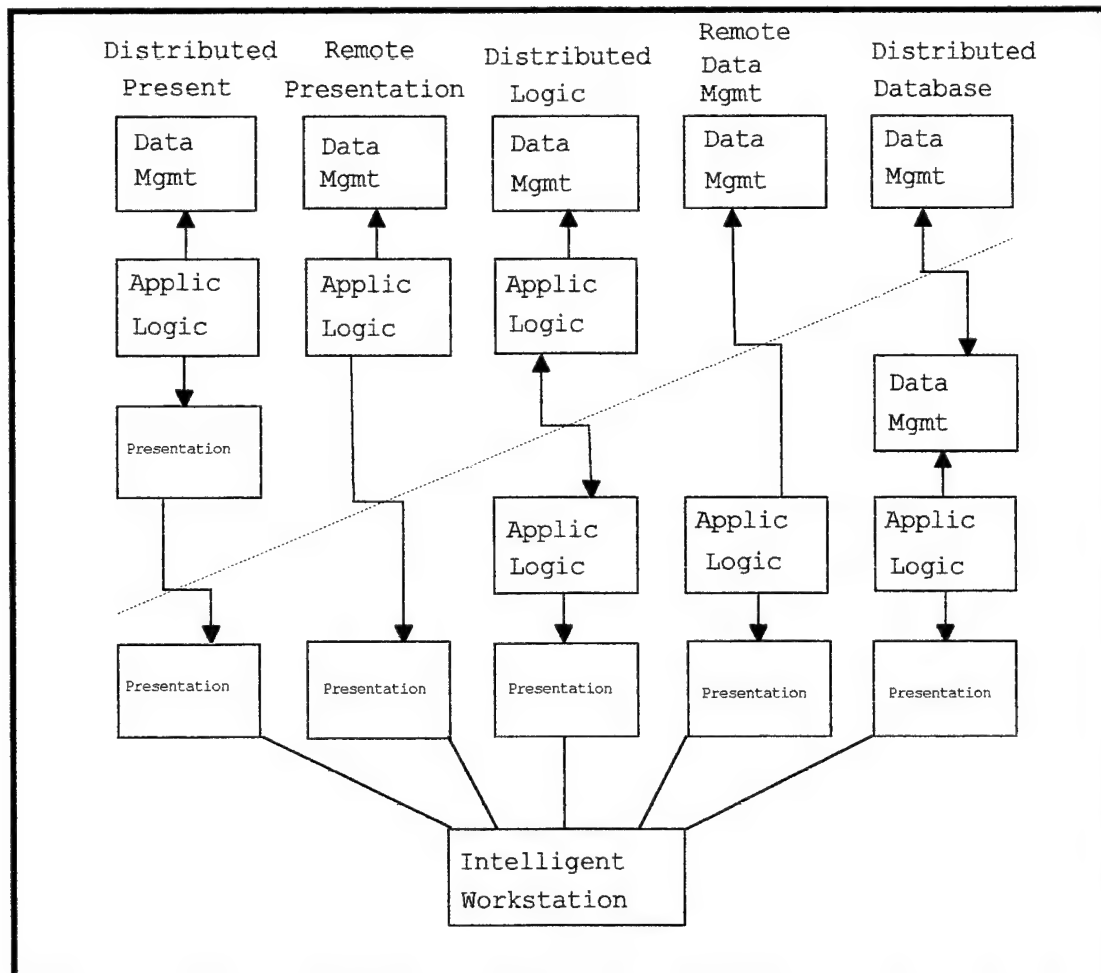 Distributed
Present
Remote
Presentation
Distributed
Logic
Remote
Data
Mgmt
Distributed
Database
Data
Mgmt
Data
Mgmt
Data
Mgmt
Data
Mgmt
Data
Mgmt
Applic
Logic
Applic
Logic
Applic
Logic
Presentation
Data
Mgmt
Applic
Logic
Applic
Logic
Applic
Logic
Presentation
Presentation
Presentation
Presentation
Presentation
Intelligent
Workstation